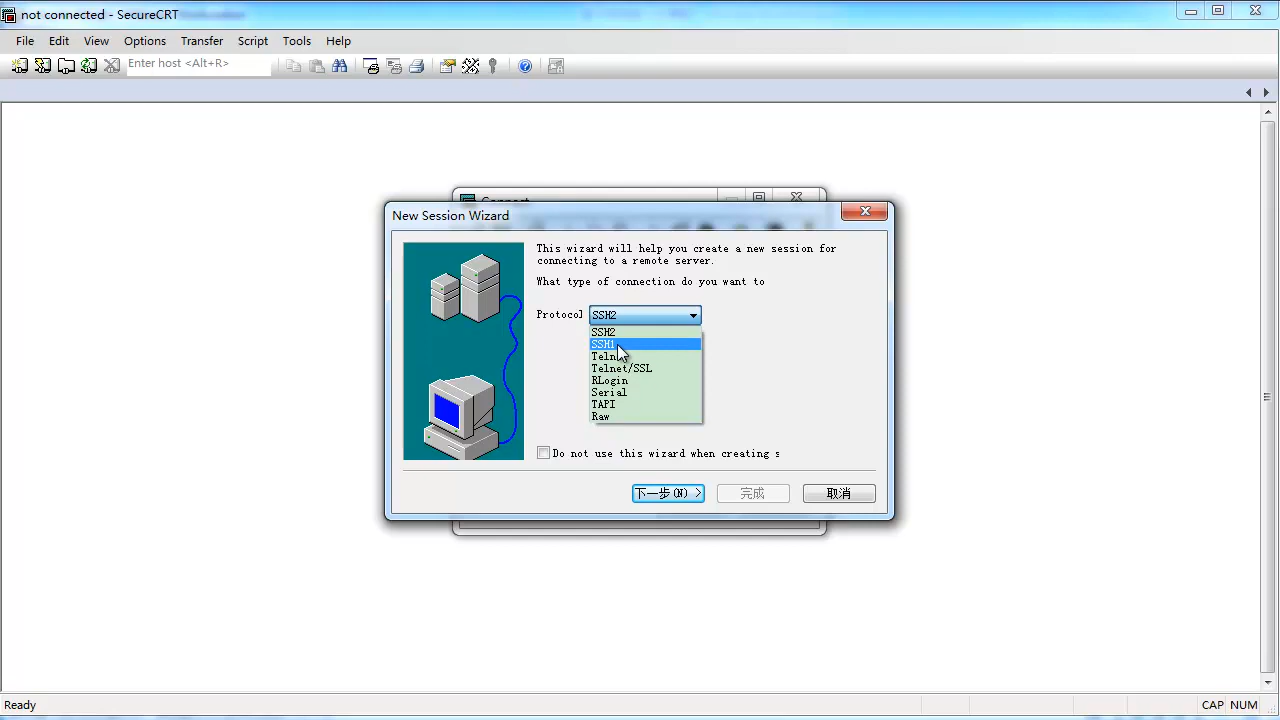 not connected - SecureCRT
File Edit View Options Transfer Script Tools Help
Enter host <Alt+R>
Connect
New Session Wizard
This wizard will help you create a new session for
connecting to a remote server.
What type of connection do you want to
Protocol SSH2
SSH2
SSH1
Telnet/SSL
RLogin
Serial
TAPI
Raw
Do not use this wizard when creating s
下一步(N) > 完成 取消
Ready CAP NUM